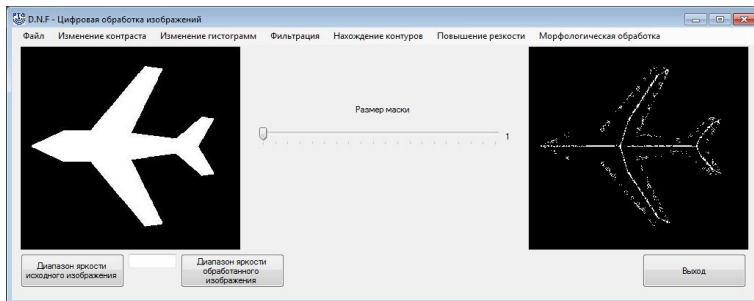 D.N.F - Цифровая обработка изображений
Файл Изменение контраста Изменение гистограмм Фильтрация Нахождение контуров Повышение резкости Морфологическая обработка
Размер маски
1
Диапазон яркости
исходного изображения
Диапазон яркости
обработанного
изображения
Выход